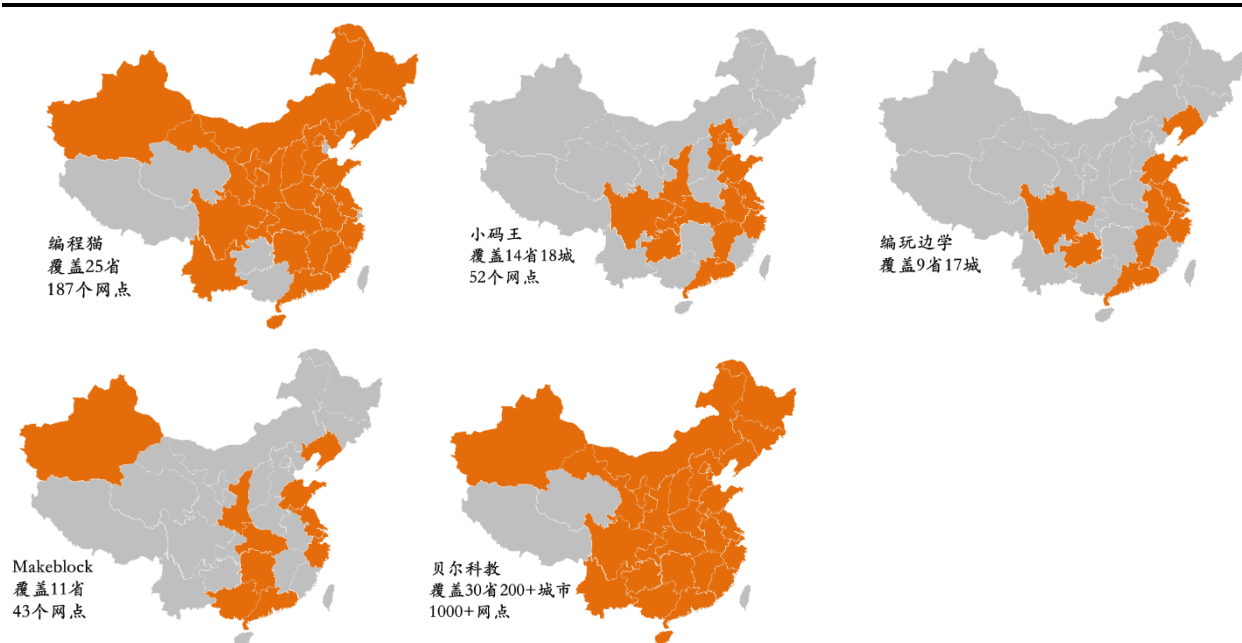 编程猫
覆盖25省
187个网点
小码王
覆盖14省18城
52个网点
编玩边学
覆盖9省17城
Makeblock
覆盖11省
43个网点
贝尔科教
覆盖30省200+城市
1000+网点